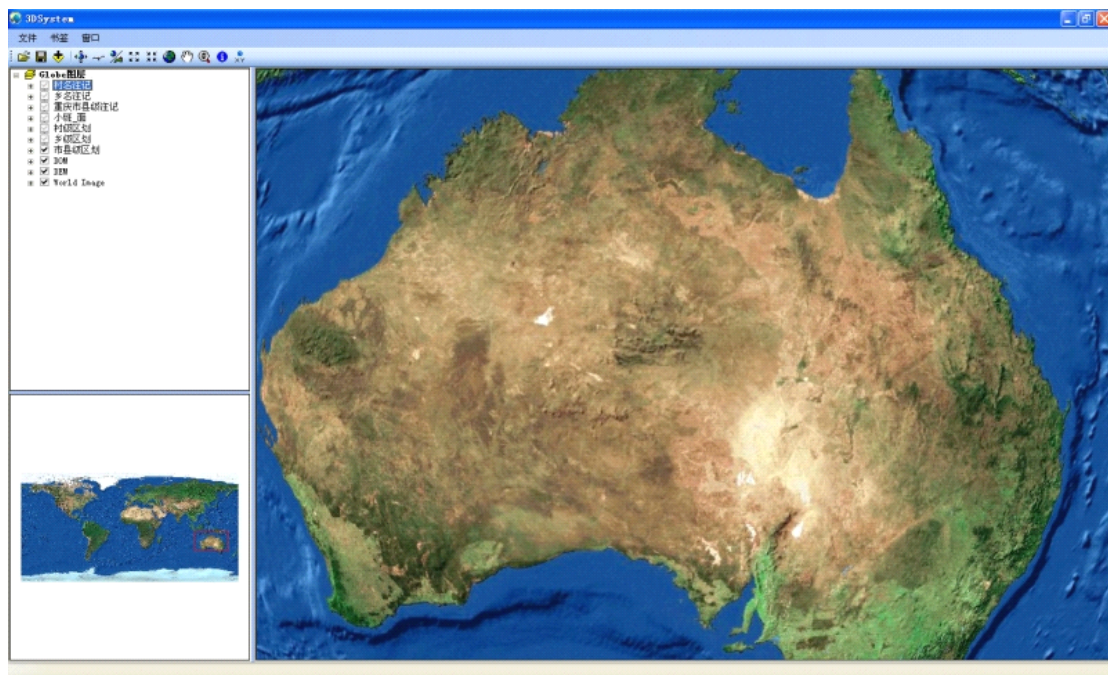 3DSystem
文件 书签 窗口
Globe图层
村名注记
乡名注记
重庆市县级注记
小班_面
村级区划
乡级区划
市县级区划
DOM
DEM
World Image